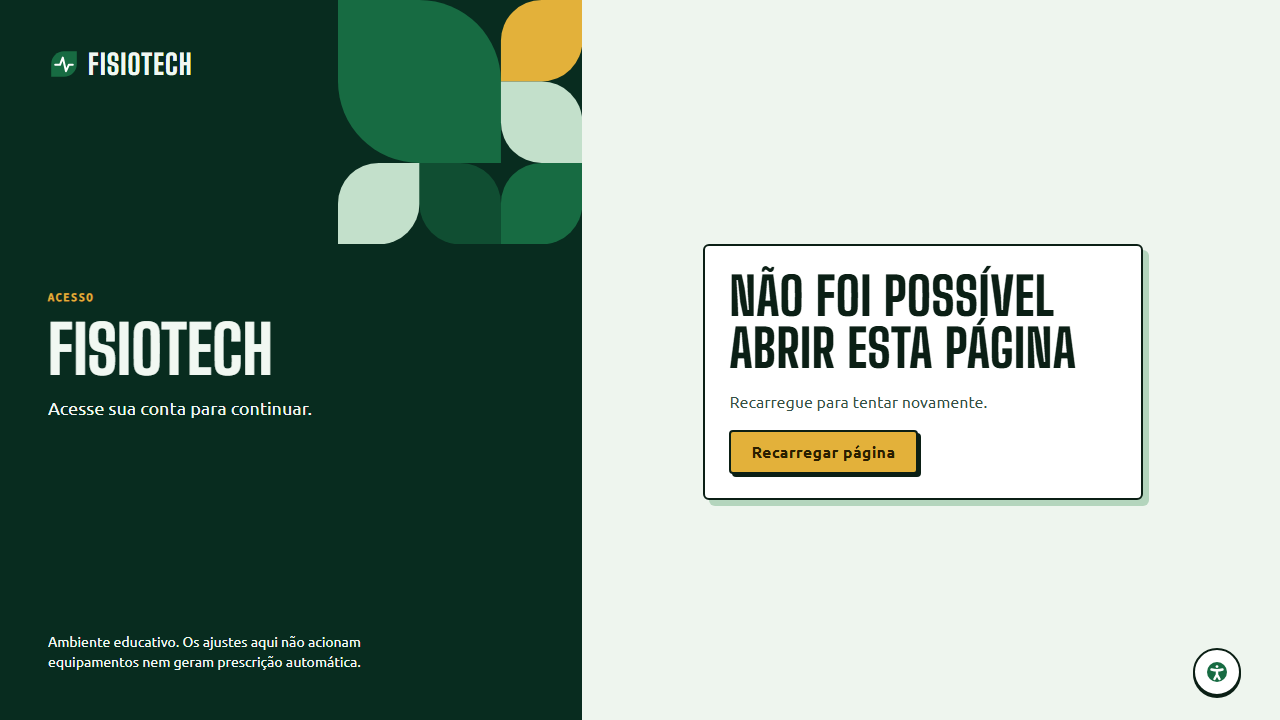 FISIOTECH
ACESSO
FISIOTECH
Acesse sua conta para continuar.
Ambiente educativo. Os ajustes aqui não acionam
equipamentos nem geram prescrição automática.
NÃO FOI POSSÍVEL
ABRIR ESTA PÁGINA
Recarregue para tentar novamente.
Recarregar página